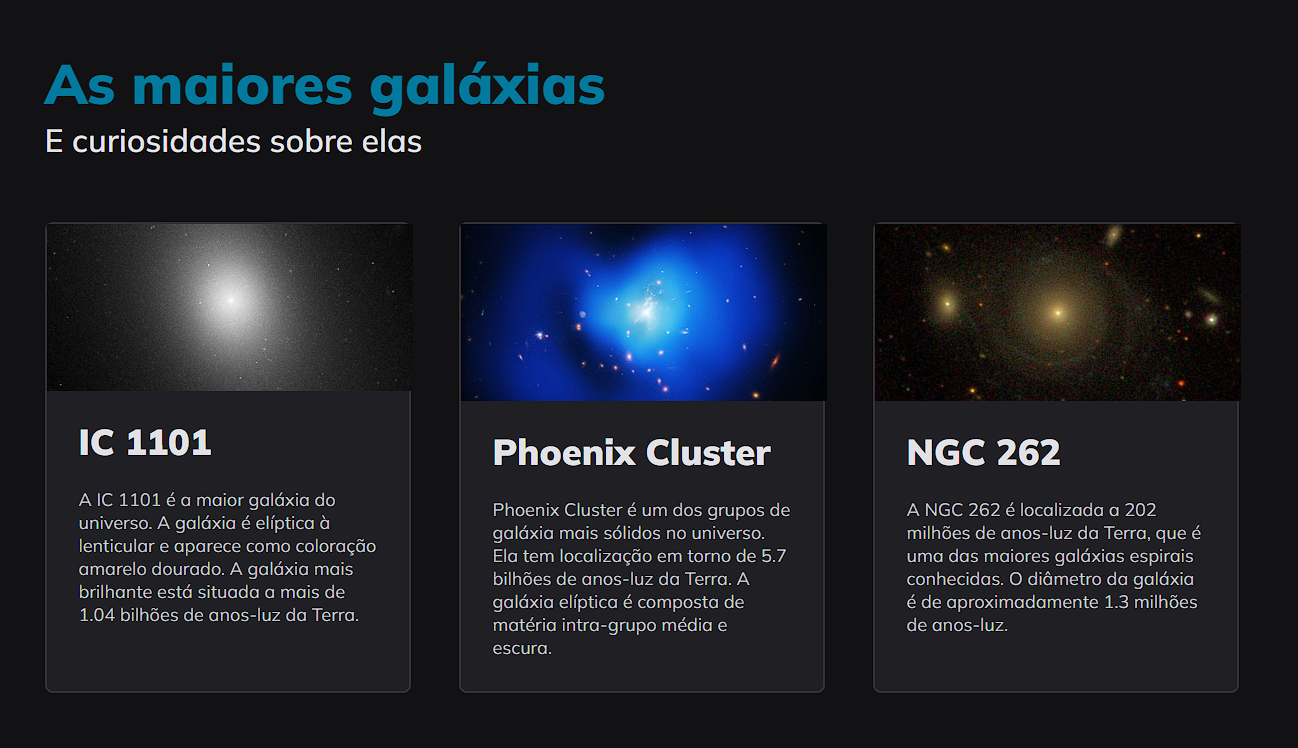 As maiores galáxias
E curiosidades sobre elas
IC 1101
A IC 1101 é a maior galáxia do
universo. A galáxia é elíptica à
lenticular e aparece como coloração
amarelo dourado. A galáxia mais
brilhante está situada a mais de
1.04 bilhões de anos-luz da Terra.
Phoenix Cluster
Phoenix Cluster é um dos grupos de
galáxia mais sólidos no universo.
Ela tem localização em torno de 5.7
bilhões de anos-luz da Terra. A
galáxia elíptica é composta de
matéria intra-grupo média e
escura.
NGC 262
A NGC 262 é localizada a 202
milhões de anos-luz da Terra, que é
uma das maiores galáxias espirais
conhecidas. O diâmetro da galáxia
é de aproximadamente 1.3 milhões
de anos-luz.